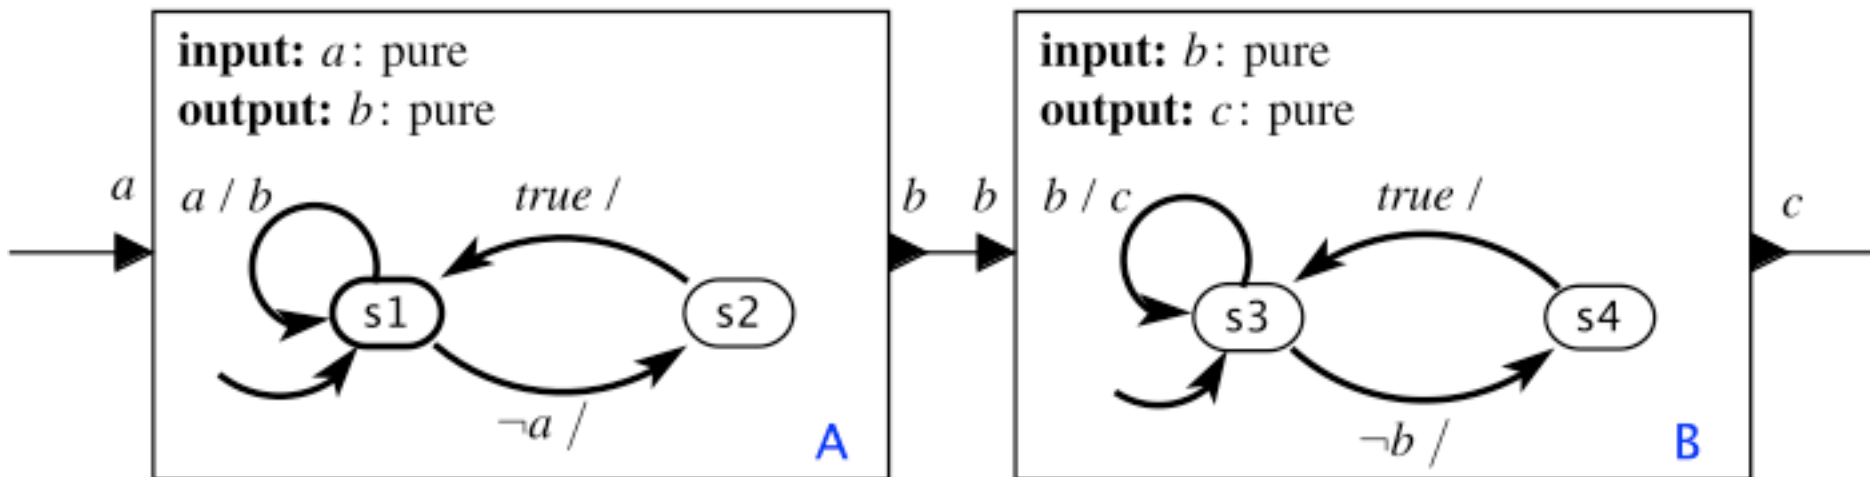 input: a: pure
output: b: pure
a
a / b
true /
s1
s2
¬a /
A
b
b
input: b: pure
output: c: pure
b / c
true /
s3
s4
¬b /
B
c